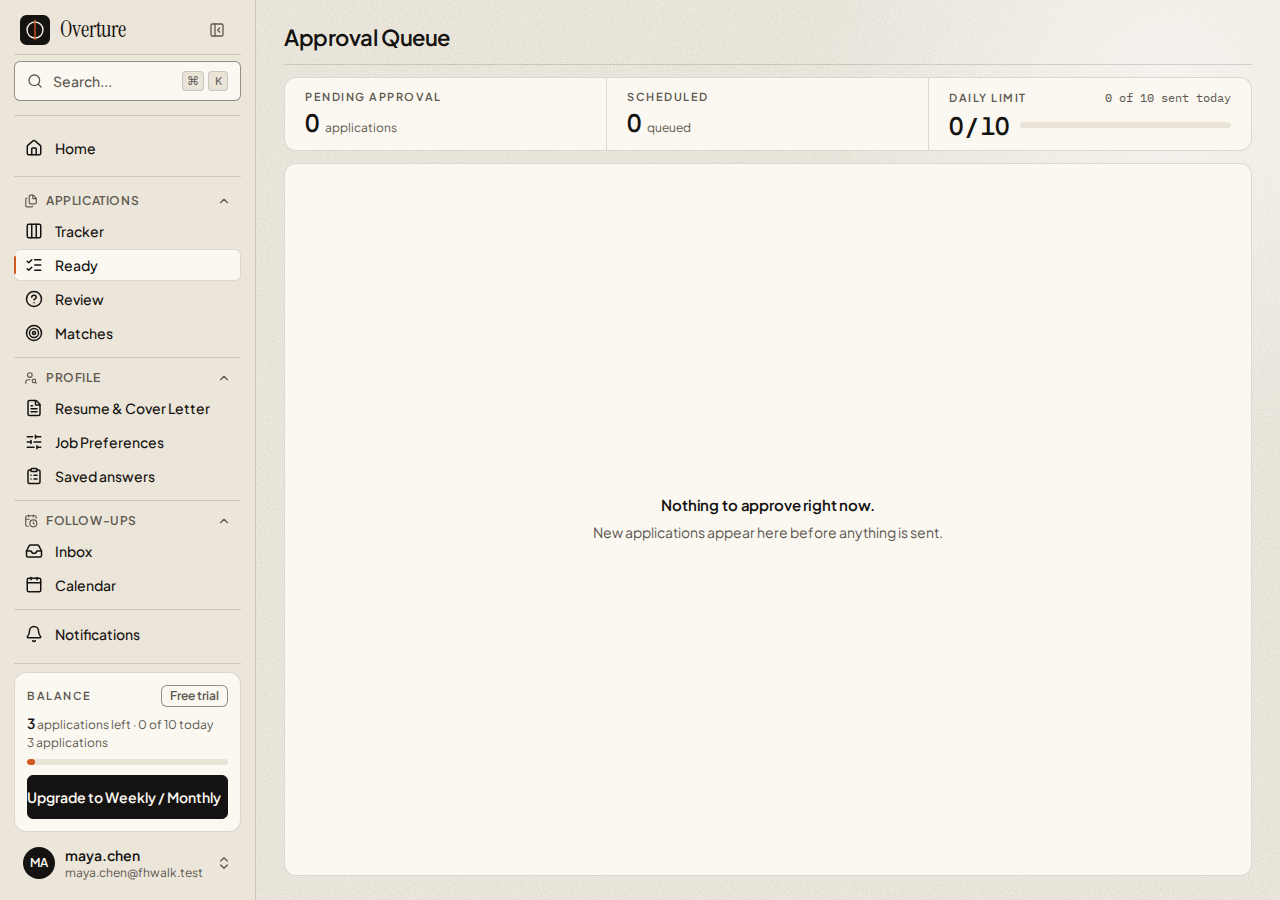 Overture
Search...
⌘ K
Home
APPLICATIONS
Tracker
Ready
Review
Matches
PROFILE
Resume & Cover Letter
Job Preferences
Saved answers
FOLLOW-UPS
Inbox
Calendar
Notifications
BALANCE
Free trial
3 applications left · 0 of 10 today
3 applications
Upgrade to Weekly / Monthly
MA
maya.chen
maya.chen@fhwalk.test
Approval Queue
PENDING APPROVAL
0 applications
SCHEDULED
0 queued
DAILY LIMIT
0 of 10 sent today
0/10
Nothing to approve right now.
New applications appear here before anything is sent.